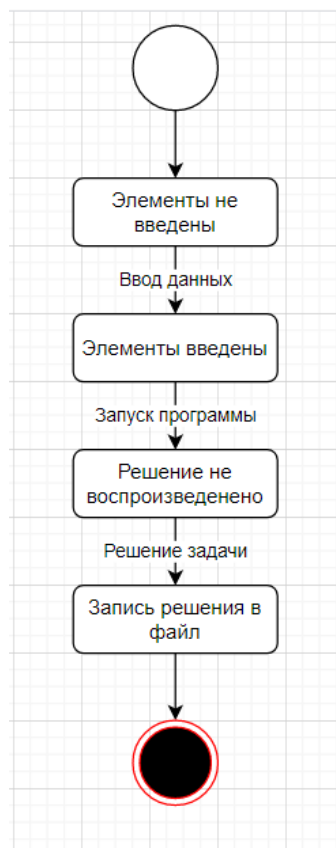 Элементы не
введены
Ввод данных
Элементы введены
Запуск программы
Решение не
воспроизведенено
Решение задачи
Запись решения в
файл